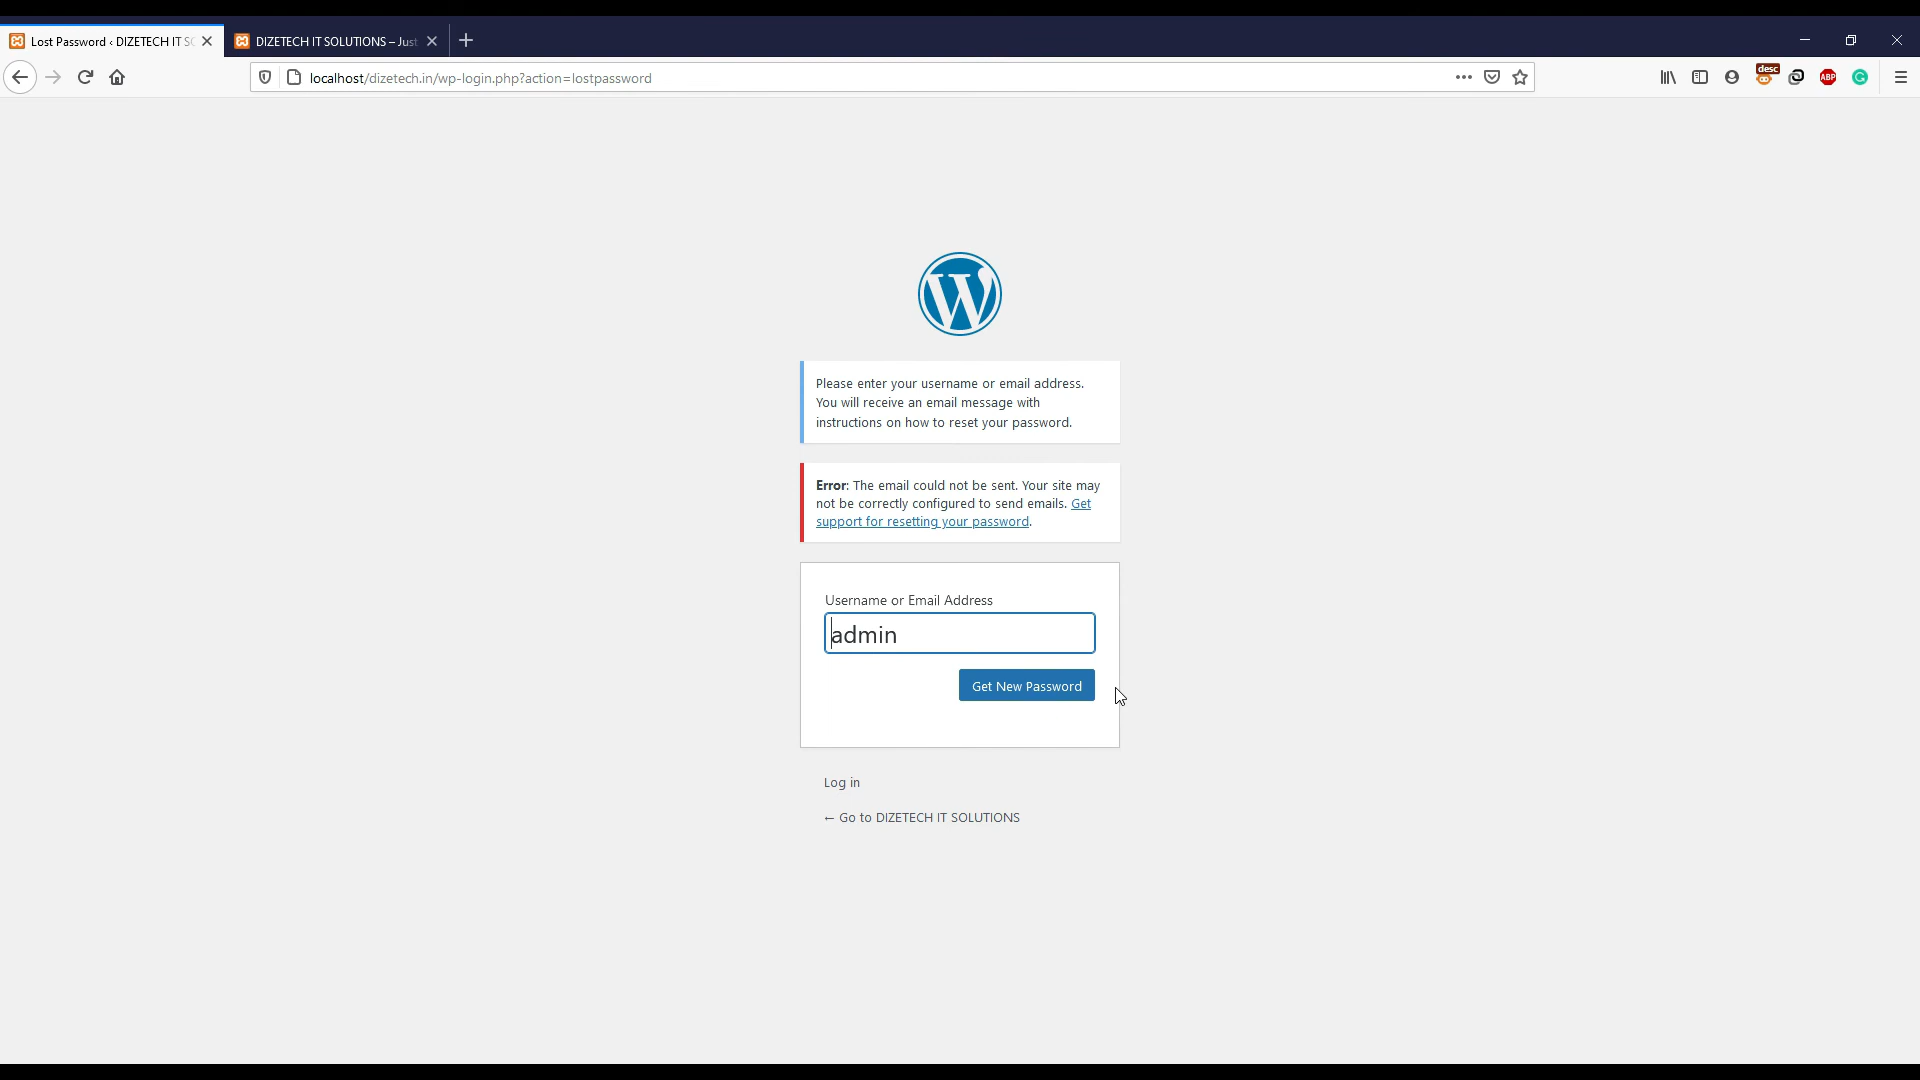 Lost Password ‹ DIZETECH IT SO
DIZETECH IT SOLUTIONS – Just
localhost/dizetech.in/wp-login.php?action=lostpassword
desc
ABP
Please enter your username or email address.
You will receive an email message with
instructions on how to reset your password.
Error: The email could not be sent. Your site may
not be correctly configured to send emails. Get
support for resetting your password.
Username or Email Address
admin
Get New Password
Log in
← Go to DIZETECH IT SOLUTIONS